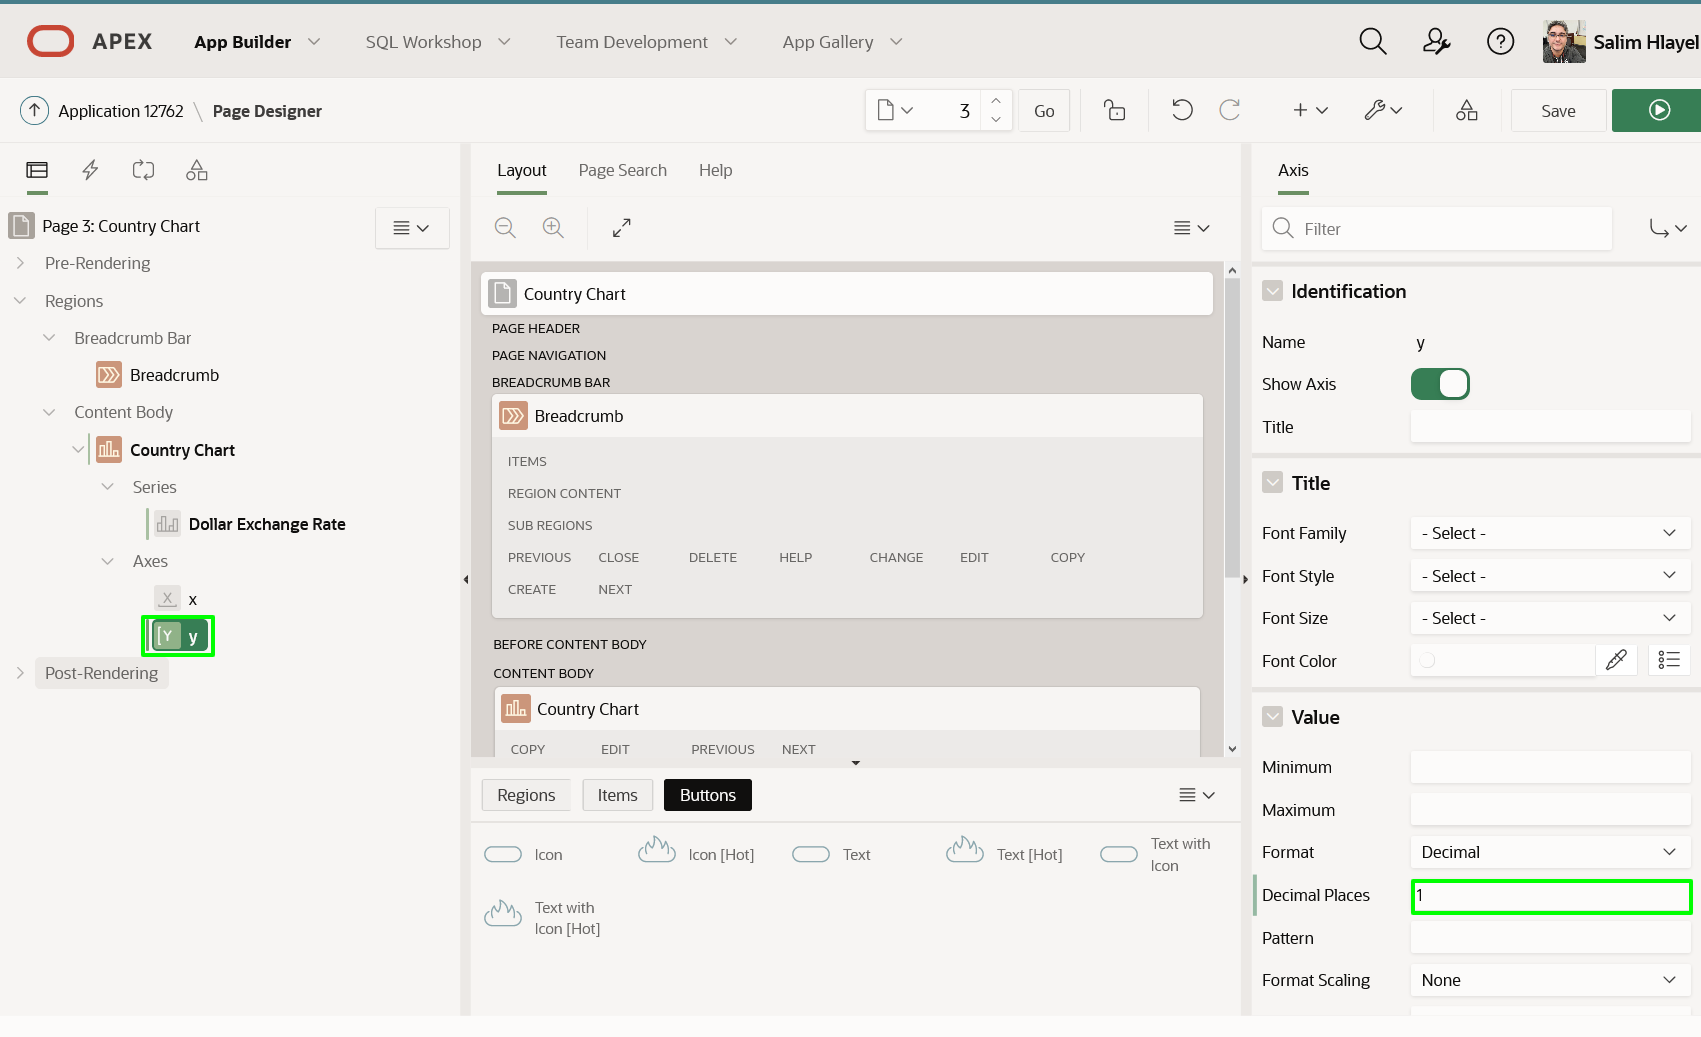 APEX
App Builder
SQL Workshop
Team Development
App Gallery
Salim Hlayel
Application 12762 \ Page Designer
3
Go
Save
Page 3: Country Chart
Pre-Rendering
Regions
Breadcrumb Bar
Breadcrumb
Content Body
Country Chart
Series
Dollar Exchange Rate
Axes
X x
[Y y
Post-Rendering
Layout
Page Search
Help
Country Chart
PAGE HEADER
PAGE NAVIGATION
BREADCRUMB BAR
Breadcrumb
ITEMS
REGION CONTENT
SUB REGIONS
PREVIOUS CLOSE DELETE HELP CHANGE EDIT COPY
CREATE NEXT
BEFORE CONTENT BODY
CONTENT BODY
Country Chart
COPY EDIT PREVIOUS NEXT
Regions
Items
Buttons
Icon
Icon [Hot]
Text
Text [Hot]
Text with
Icon
Text with
Icon [Hot]
Axis
Filter
Identification
Name y
Show Axis
Title
Title
Font Family - Select -
Font Style - Select -
Font Size - Select -
Font Color
Value
Minimum
Maximum
Format Decimal
Decimal Places 1
Pattern
Format Scaling None